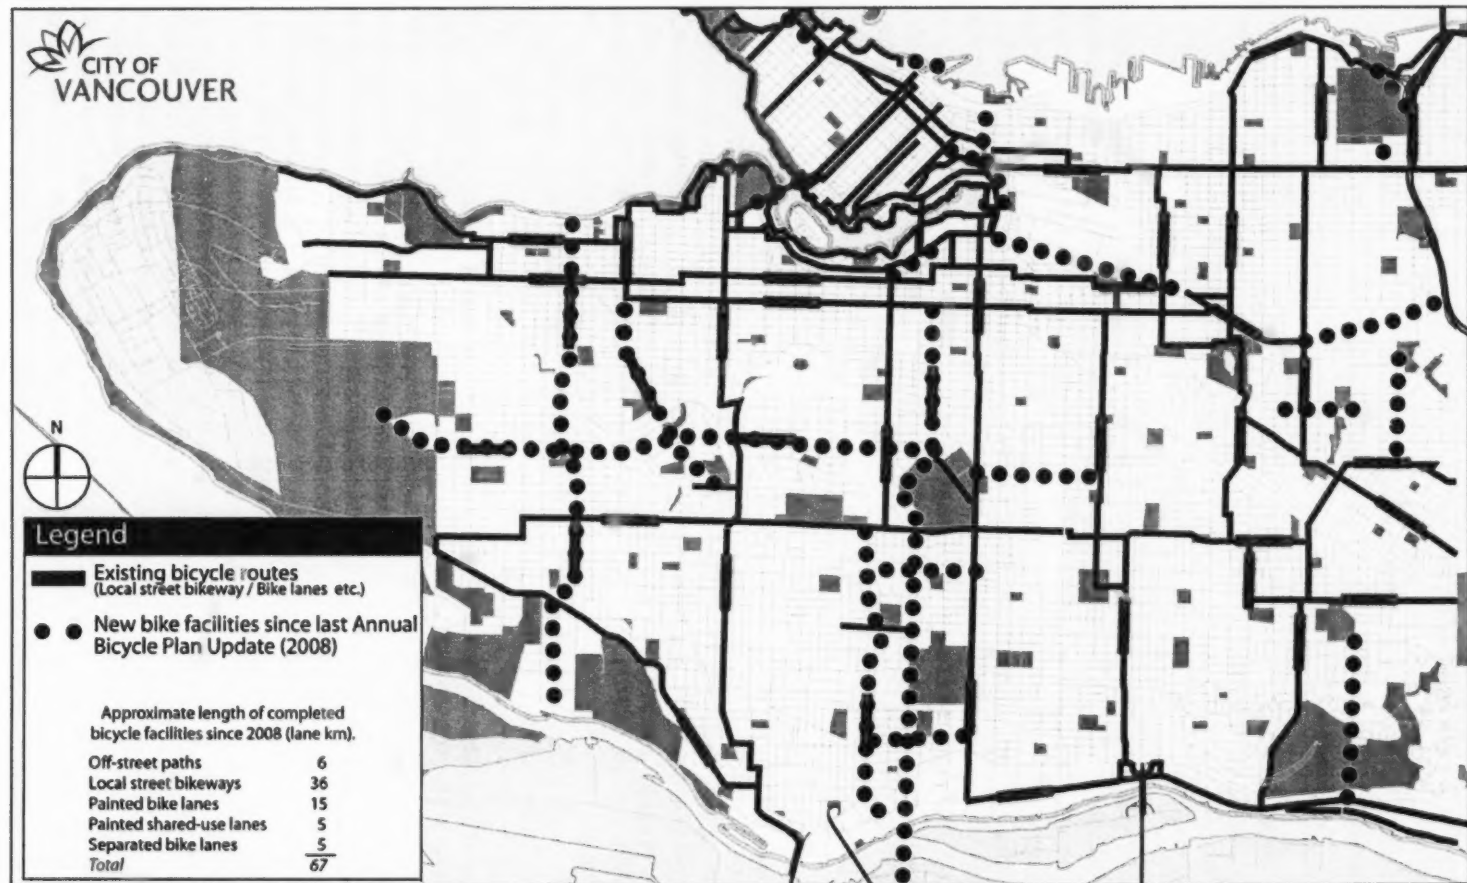 CITY OF
VANCOUVER
N
Legend
Existing bicycle routes
(Local street bikeway / Bike lanes etc.)
New bike facilities since last Annual
Bicycle Plan Update (2008)
Approximate length of completed
bicycle facilities since 2008 (lane km).
Off-street paths 6
Local street bikeways 36
Painted bike lanes 15
Painted shared-use lanes 5
Separated bike lanes 5
Total 67